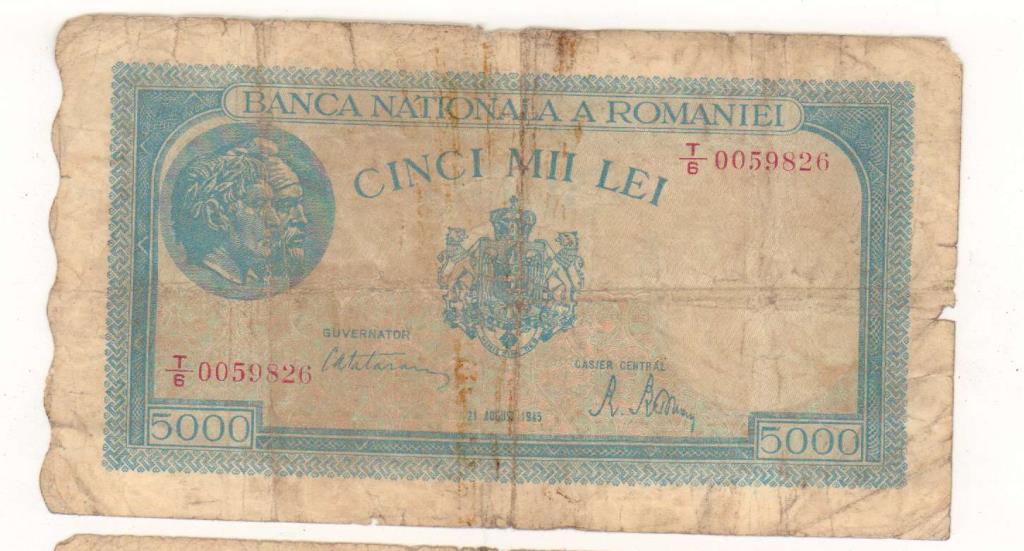 BANCA NATIONALA A ROMANIEI
CINCI MII LEI
T/6 0059826
GUVERNATOR
T/6 0059826
CASIER CENTRAL
21 AUGUST 1945
5000
5000